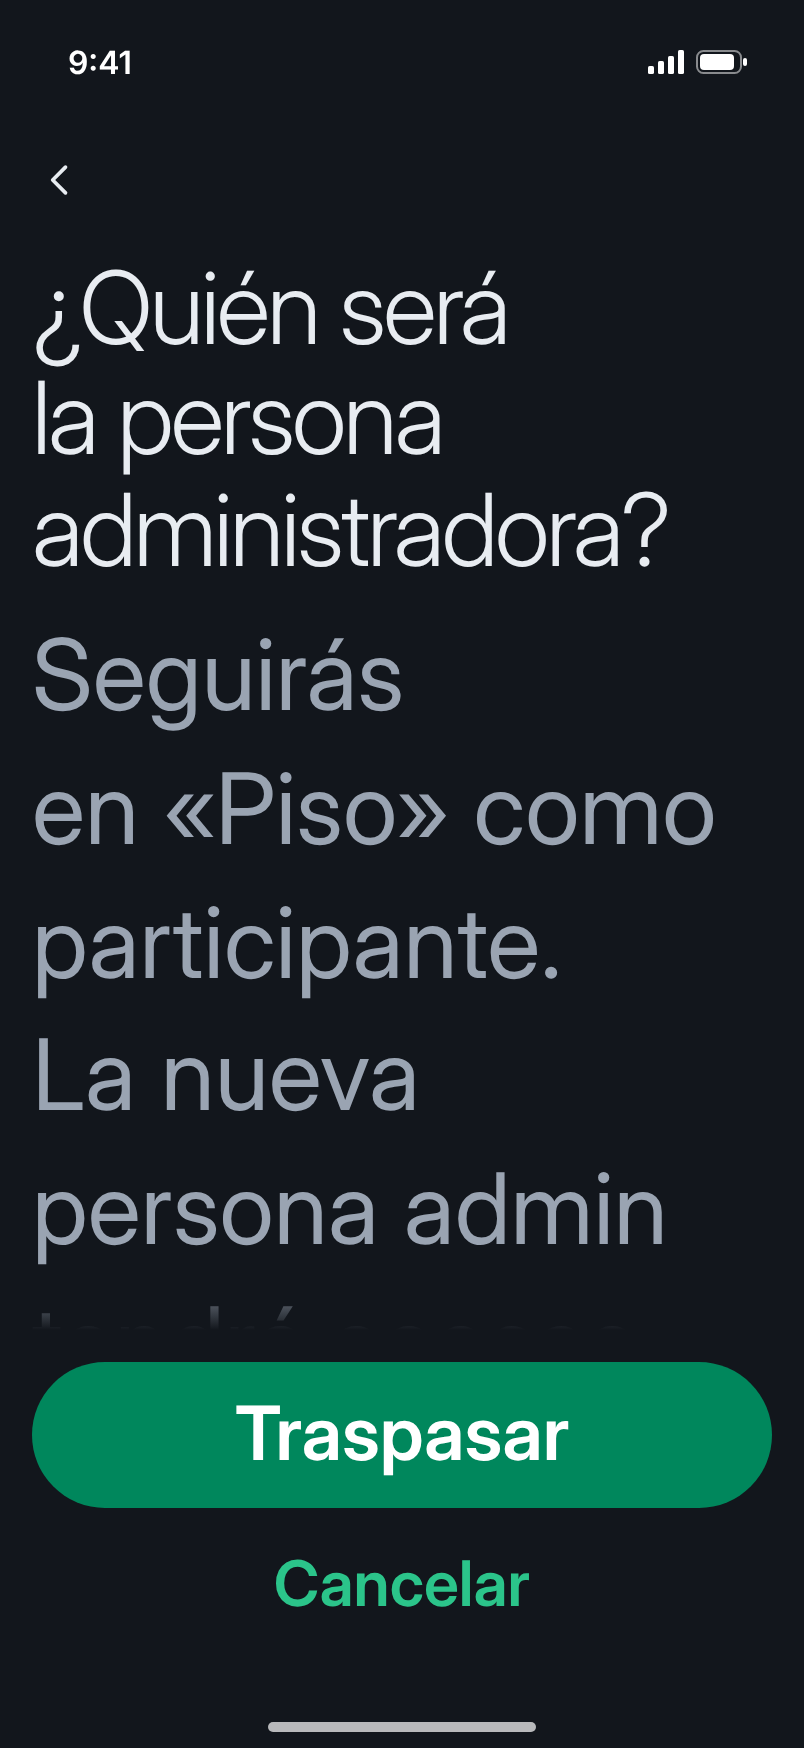 9:41
¿Quién será
la persona
administradora?
Seguirás
en «Piso» como
participante.
La nueva
persona admin
Traspasar
Cancelar